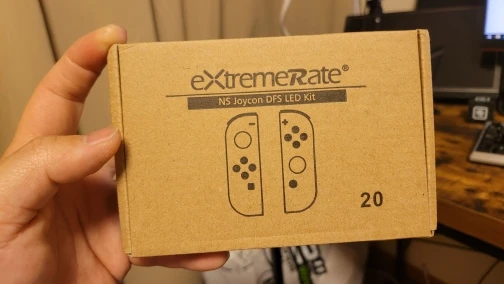 eXtremeRate®
NS Joycon DFS LED Kit
20